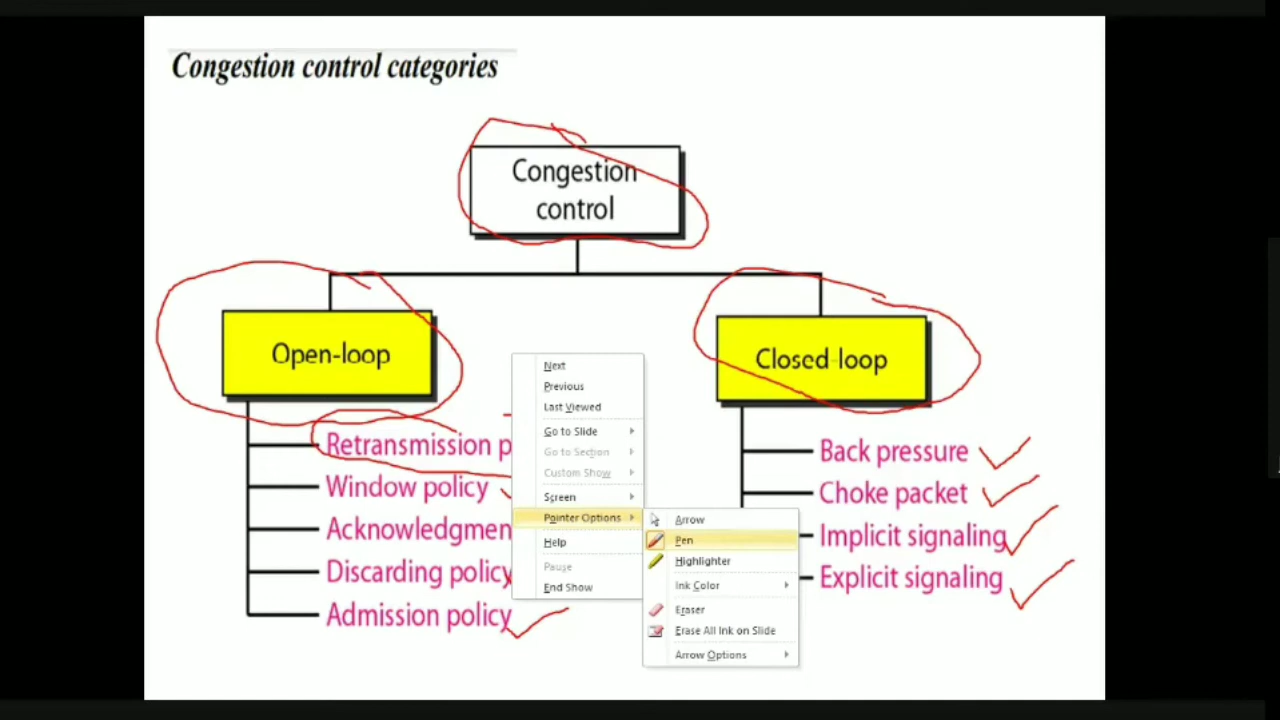 Congestion control categories
Congestion
control
Open-loop
Closed-loop
Retransmission p
Window policy
Acknowledgmen
Discarding policy
Admission policy
Back pressure
Choke packet
Implicit signaling
Explicit signaling
Next
Previous
Last Viewed
Go to Slide
Go to Section
Custom Show
Screen
Pointer Options
Help
Pause
End Show
Arrow
Pen
Highlighter
Ink Color
Eraser
Erase All Ink on Slide
Arrow Options